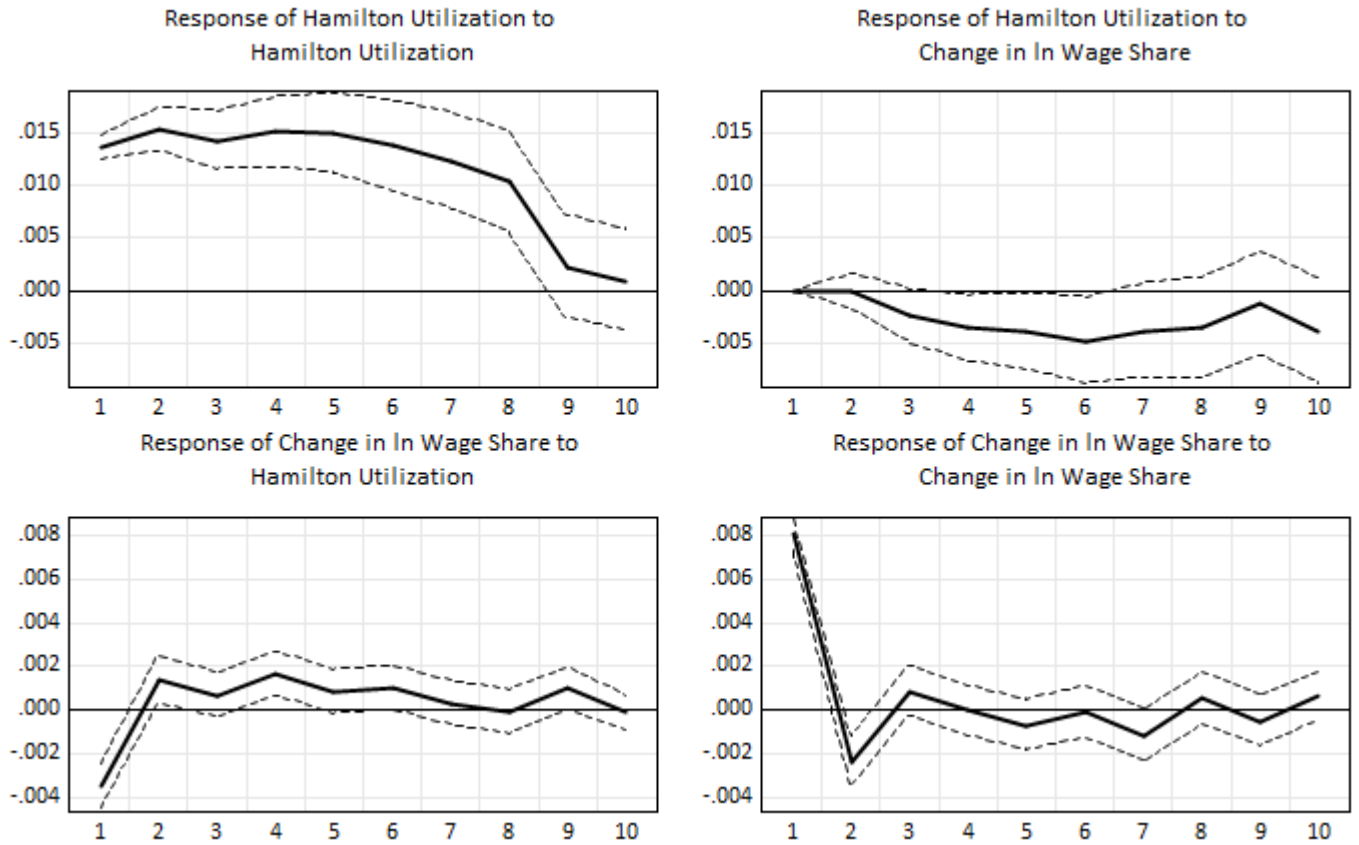 Response of Hamilton Utilization to
Hamilton Utilization
.015
.010
.005
.000
-.005
1 2 3 4 5 6 7 8 9 10
Response of Hamilton Utilization to
Change in ln Wage Share
.015
.010
.005
.000
-.005
1 2 3 4 5 6 7 8 9 10
Response of Change in ln Wage Share to
Hamilton Utilization
.008
.006
.004
.002
.000
-.002
-.004
1 2 3 4 5 6 7 8 9 10
Response of Change in ln Wage Share to
Change in ln Wage Share
.008
.006
.004
.002
.000
-.002
-.004
1 2 3 4 5 6 7 8 9 10